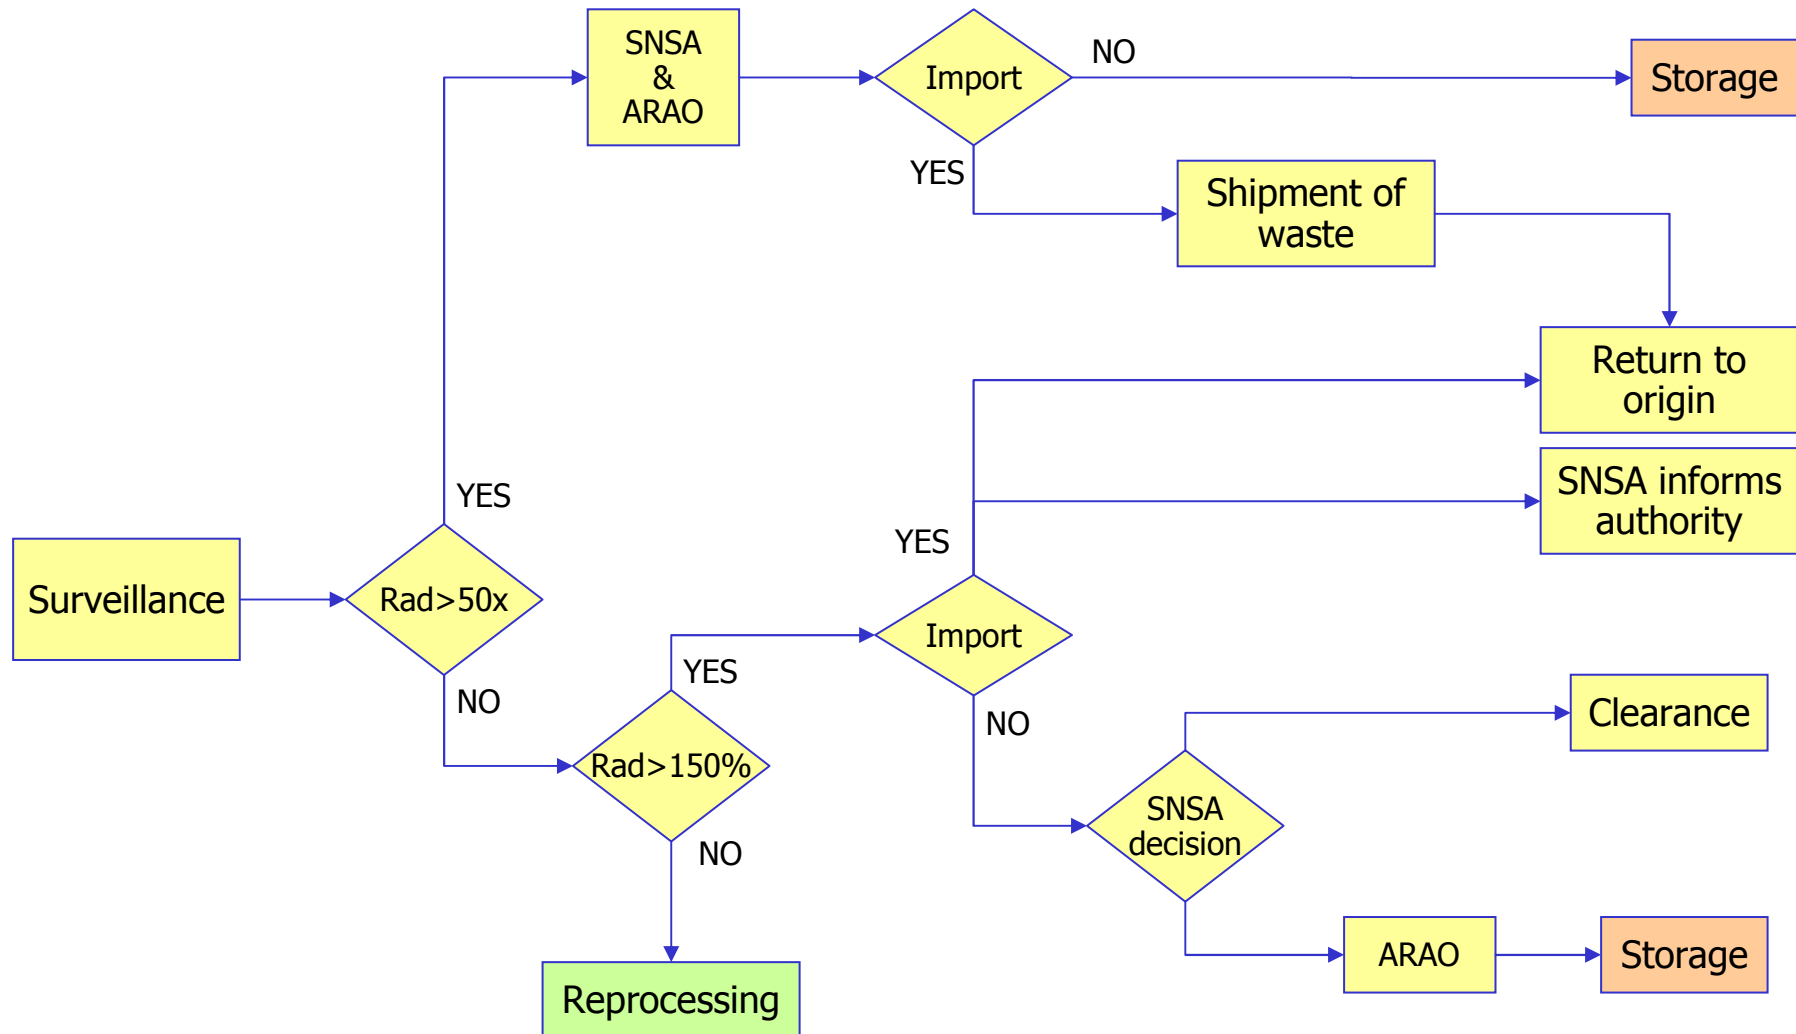 SNSA
&
ARAO
Import
NO
Storage
YES
Shipment of
waste
Return to
origin
SNSA informs
authority
YES
YES
Surveillance
Rad>50x
Import
NO
YES
NO
Rad>150%
Clearance
SNSA
decision
NO
ARAO
Storage
Reprocessing